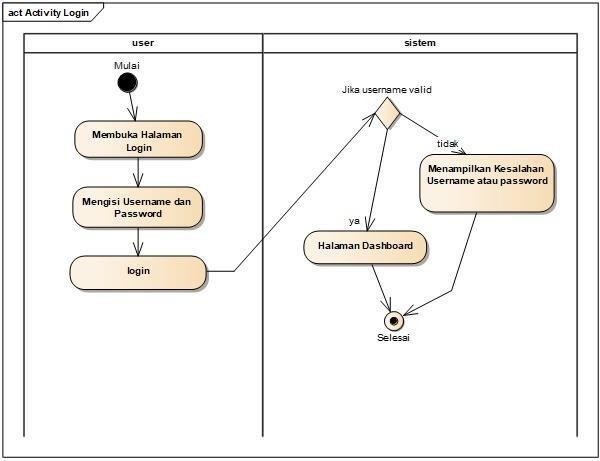 act Activity Login
user
sistem
Mulai
Jika username valid
Membuka Halaman
Login
tidak
Menampilkan Kesalahan
Username atau password
Mengisi Username dan
Password
ya
Halaman Dashboard
login
Selesai